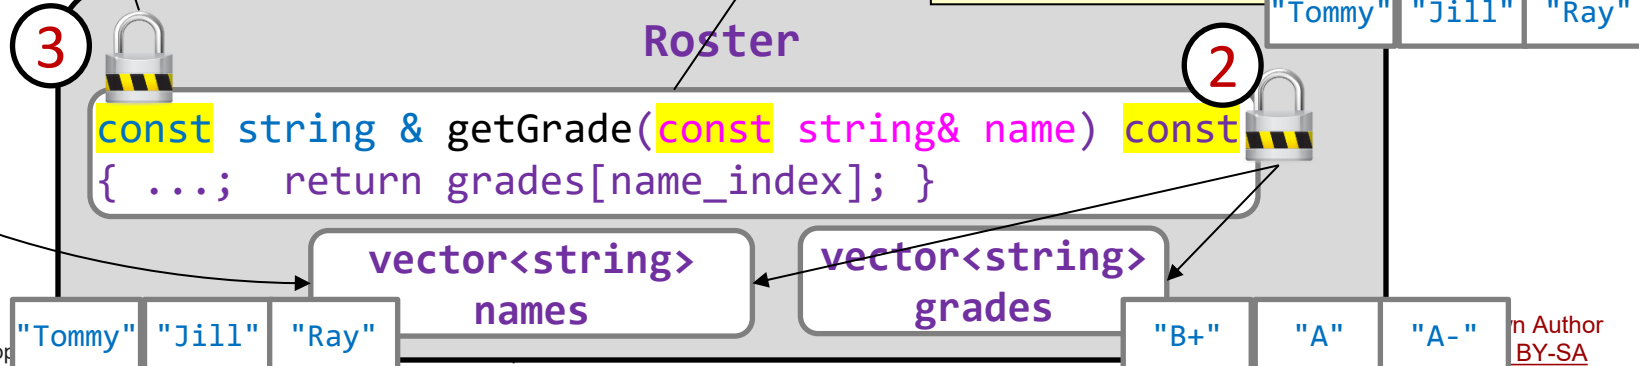 "Tommy" "Jill" "Ray"
3
Roster
2
const string & getGrade(const string& name) const
{ ...;  return grades[name_index]; }
vector<string>
names
vector<string>
grades
"Tommy" "Jill" "Ray"
"B+" "A" "A-"
Author
BY-SA